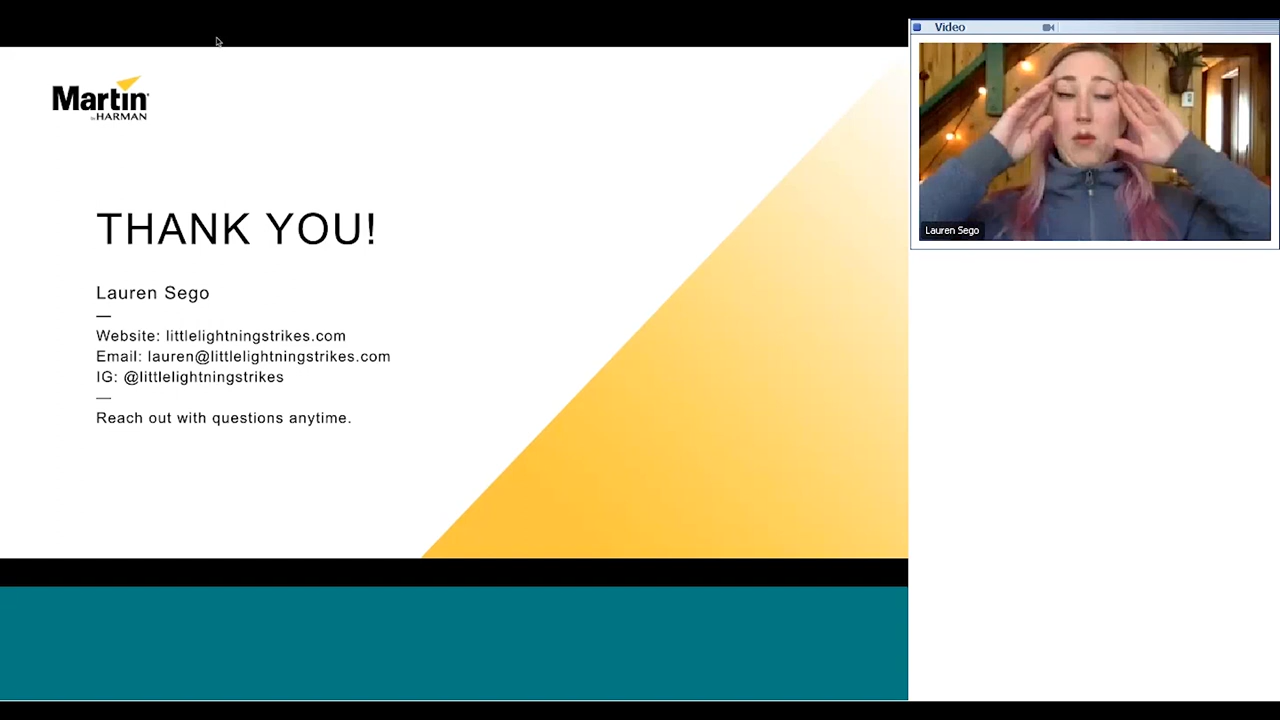 Martin
by HARMAN
THANK YOU!
Lauren Sego
—
Website: littlelightningstrikes.com
Email: lauren@littlelightningstrikes.com
IG: @littlelightningstrikes
—
Reach out with questions anytime.
Video
Lauren Sego